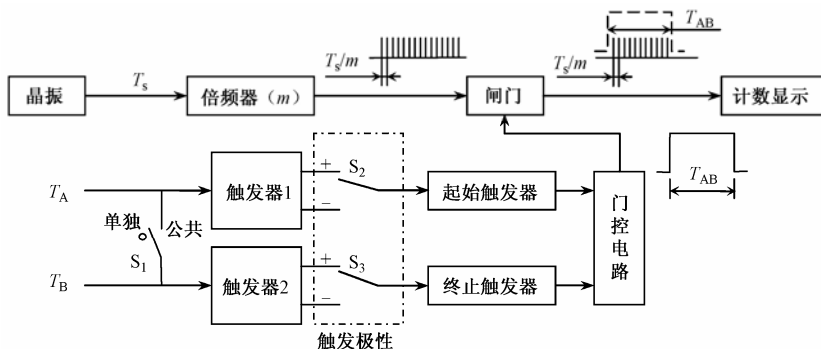 T_AB
T_s/m
T_s/m
晶振
T_s
倍频器（m）
闸门
计数显示
T_A
触发器1
+
−
S_2
起始触发器
门控电路
T_AB
单独
公共
S_1
T_B
触发器2
+
−
S_3
终止触发器
触发极性